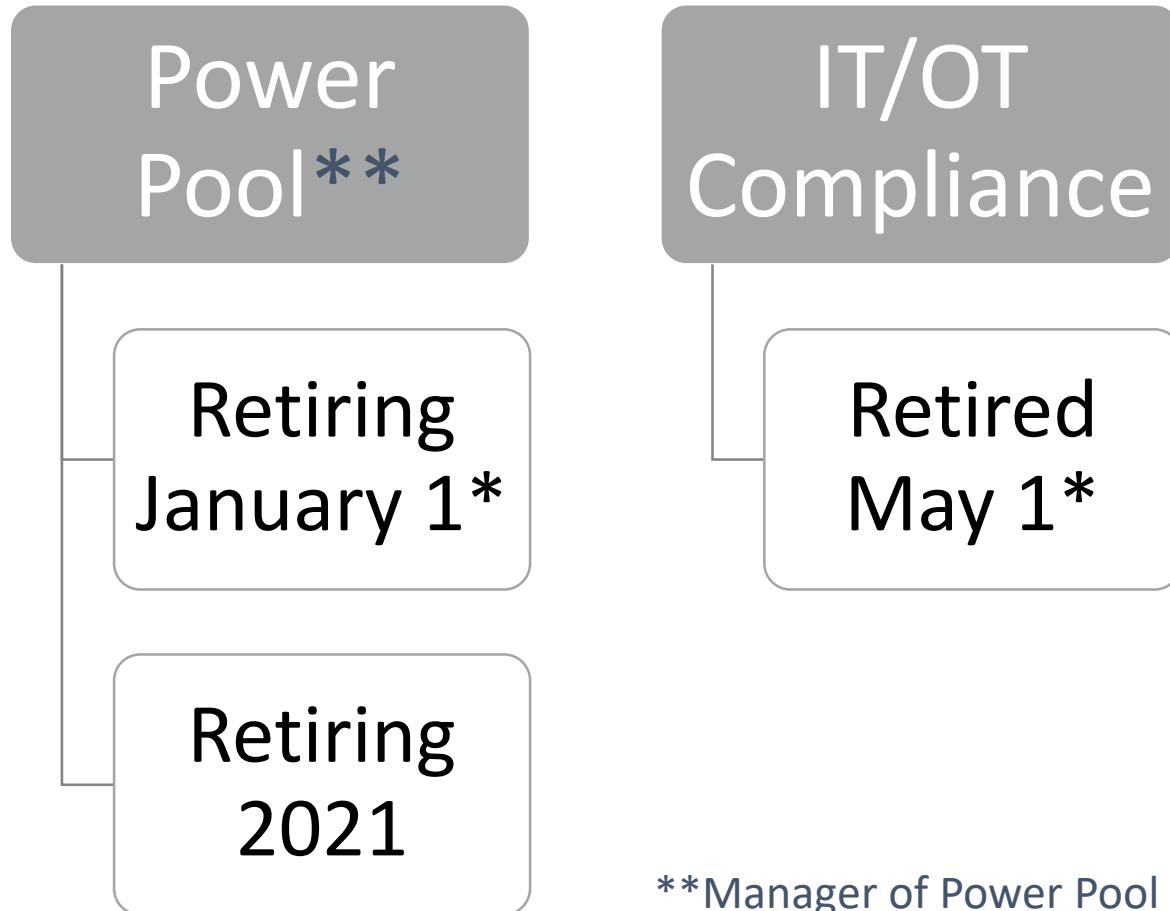 Power
Pool**
Retiring
January 1*
Retiring
2021
IT/OT
Compliance
Retired
May 1*
**Manager of Power Pool